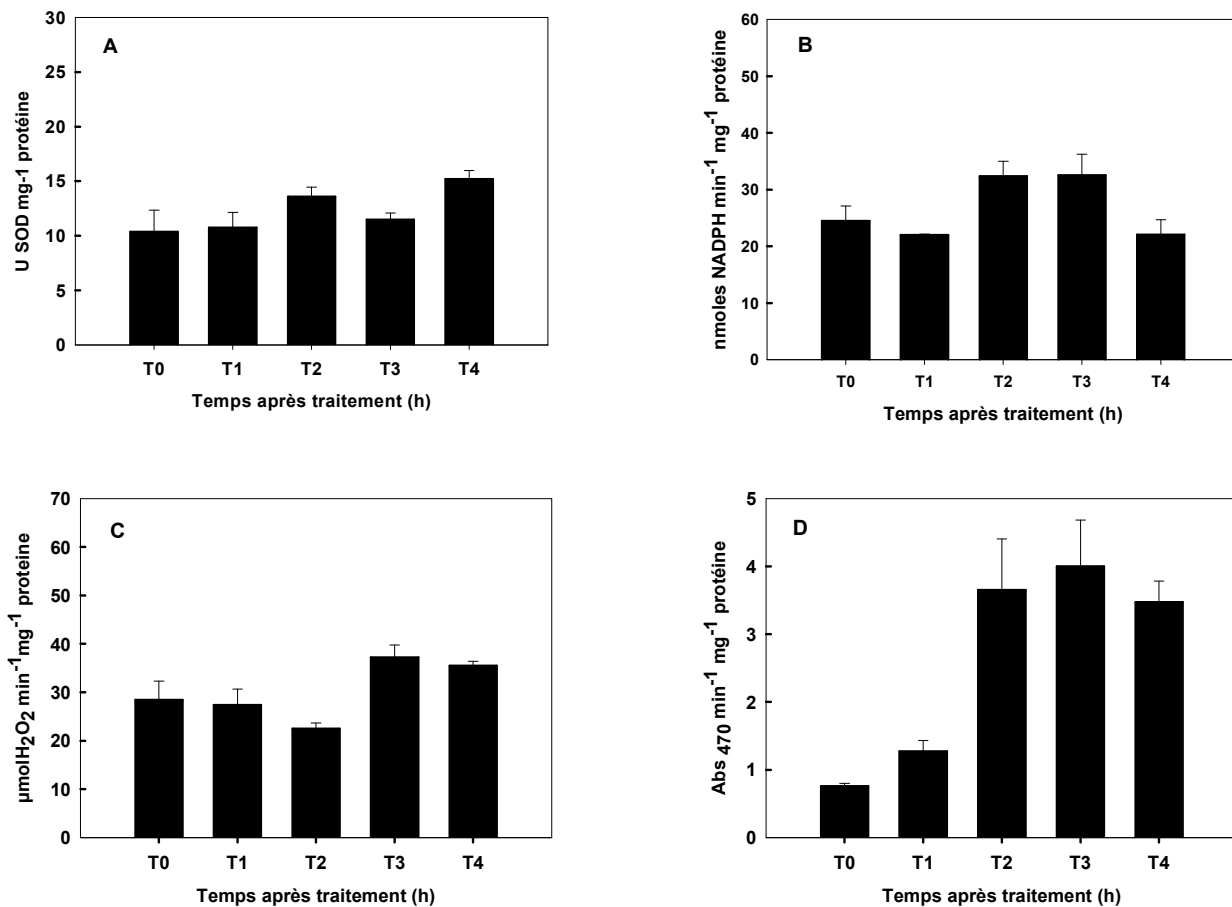 A
U SOD mg-1 protéine
30
25
20
15
10
5
0
T0 T1 T2 T3 T4
Temps après traitement (h)
B
nmoles NADPH min⁻¹ mg⁻¹ protéine
60
50
40
30
20
10
0
T0 T1 T2 T3 T4
Temps après traitement (h)
C
µmolH₂O₂ min⁻¹mg⁻¹ proteine
70
60
50
40
30
20
10
0
T0 T1 T2 T3 T4
Temps après traitement (h)
D
Abs ₄₇₀ min⁻¹ mg⁻¹ protéine
5
4
3
2
1
0
T0 T1 T2 T3 T4
Temps après traitement (h)